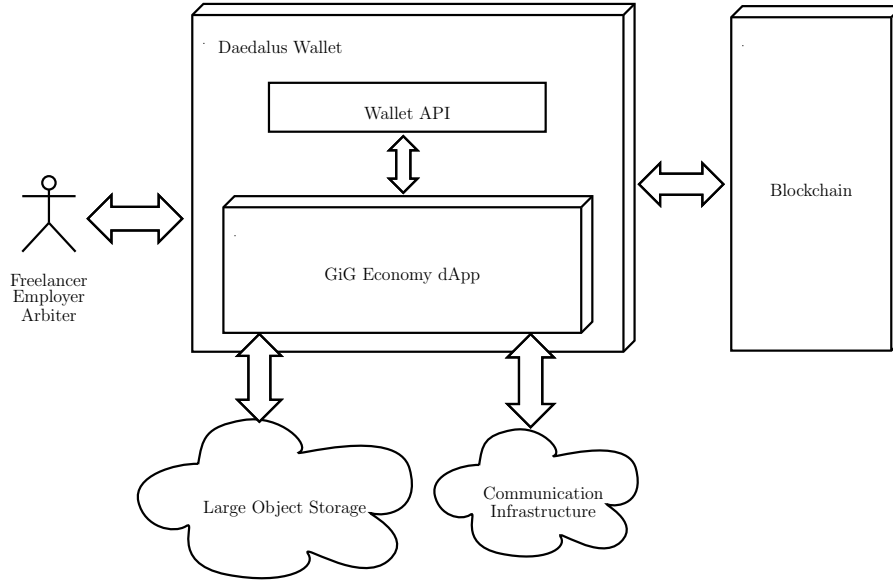 Daedalus Wallet
Wallet API
Blockchain
GiG Economy dApp
Freelancer
Employer
Arbiter
Large Object Storage
Communication
Infrastructure